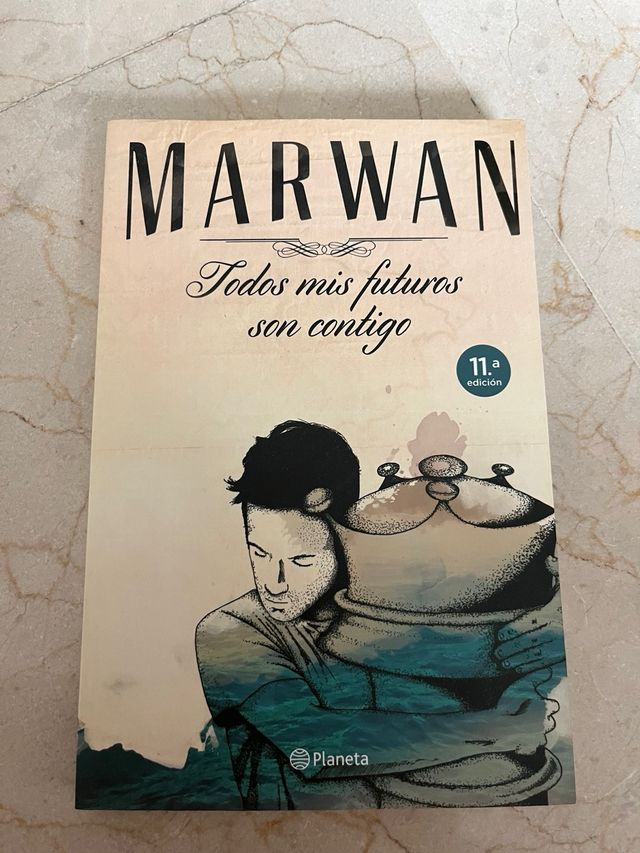 MARWAN
Todos mis futuros
son contigo
11.ª
edición
Planeta